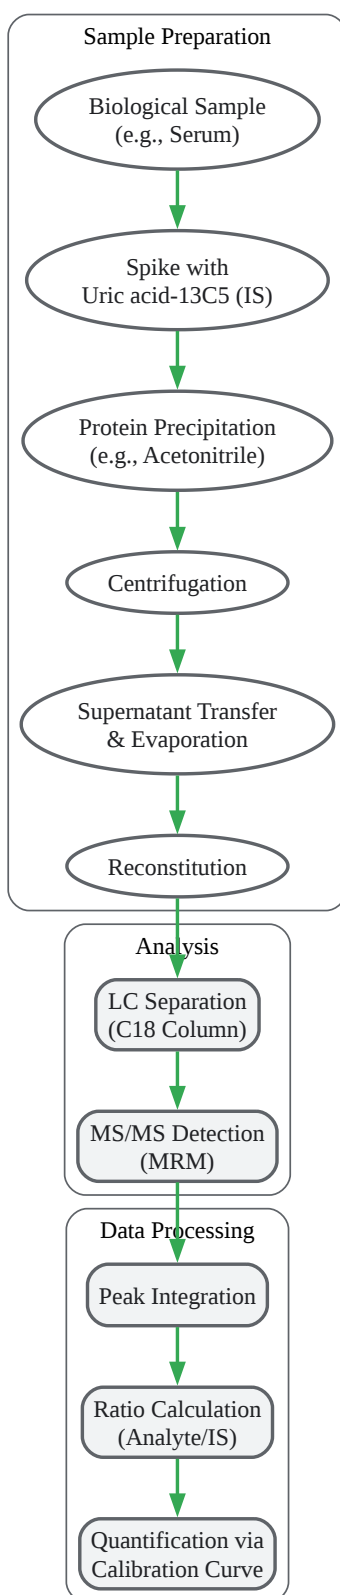 Sample Preparation
Biological Sample
(e.g., Serum)
Spike with
Uric acid-13C5 (IS)
Protein Precipitation
(e.g., Acetonitrile)
Centrifugation
Supernatant Transfer
& Evaporation
Reconstitution
Analysis
LC Separation
(C18 Column)
MS/MS Detection
(MRM)
Data Processing
Peak Integration
Ratio Calculation
(Analyte/IS)
Quantification via
Calibration Curve